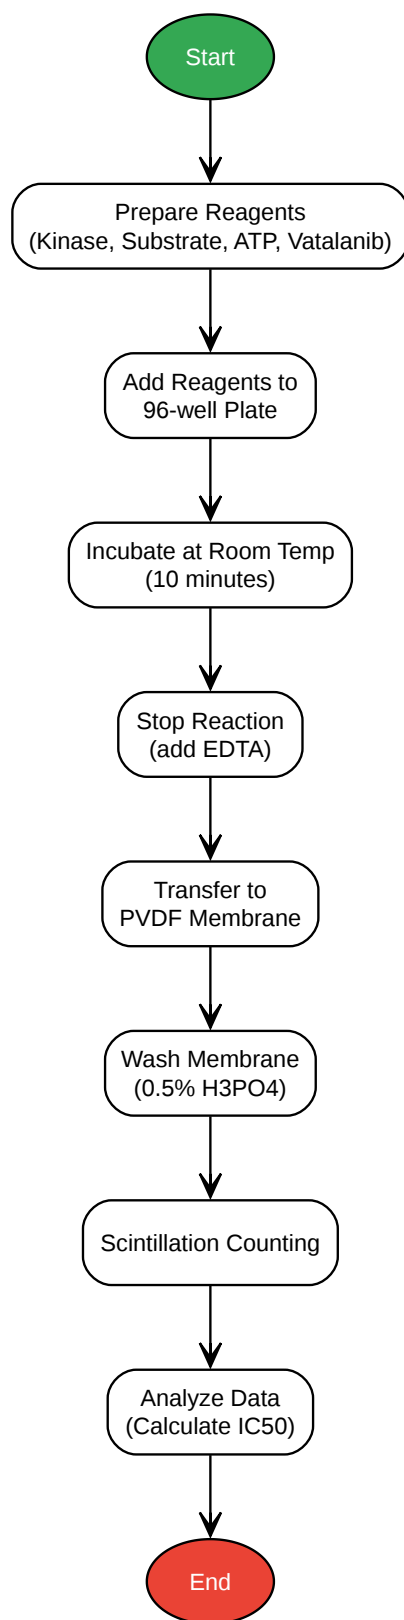 Start
Prepare Reagents
(Kinase, Substrate, ATP, Vatalanib)
Add Reagents to
96-well Plate
Incubate at Room Temp
(10 minutes)
Stop Reaction
(add EDTA)
Transfer to
PVDF Membrane
Wash Membrane
(0.5% H3PO4)
Scintillation Counting
Analyze Data
(Calculate IC50)
End